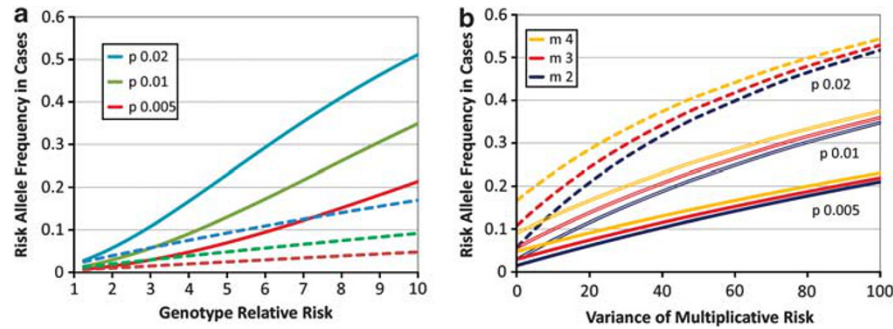 a
Risk Allele Frequency in Cases
0.6
0.5
0.4
0.3
0.2
0.1
0
p 0.02
p 0.01
p 0.005
1 2 3 4 5 6 7 8 9 10
Genotype Relative Risk
b
Risk Allele Frequency in Cases
0.6
0.5
0.4
0.3
0.2
0.1
0
m 4
m 3
m 2
p 0.02
p 0.01
p 0.005
0 20 40 60 80 100
Variance of Multiplicative Risk